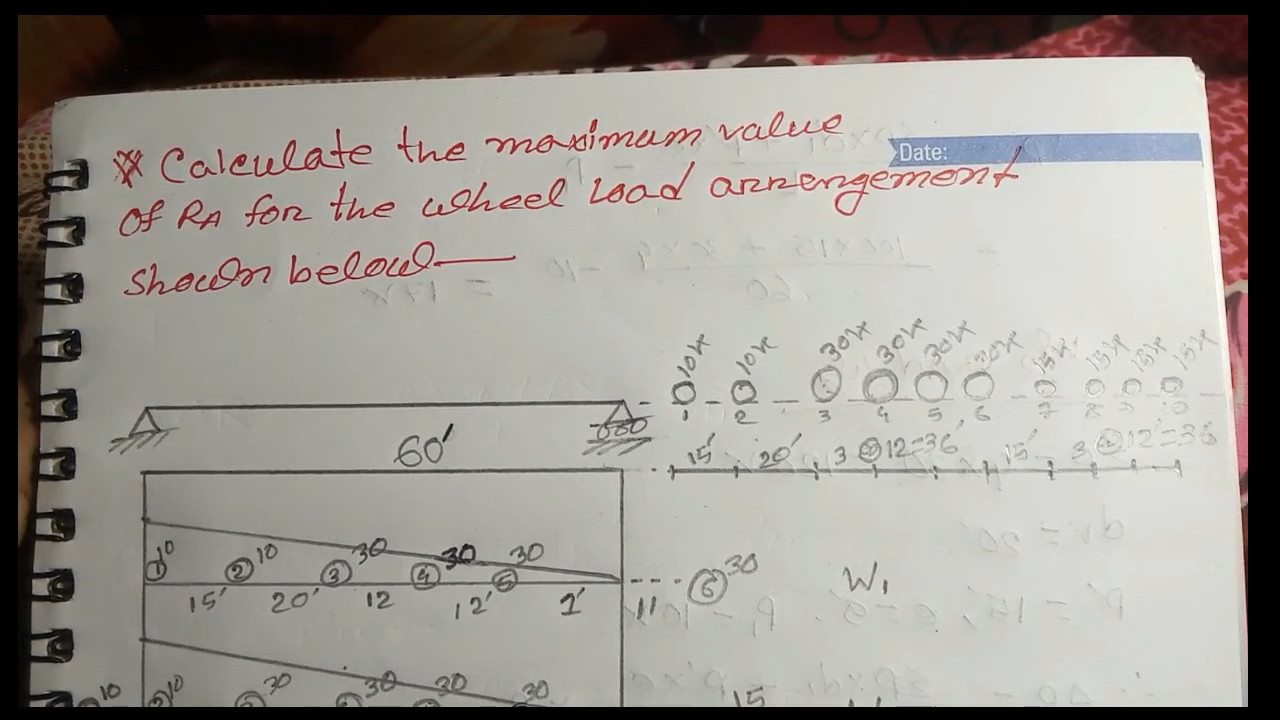 * Calculate the maximum value
Date:
of RA for the wheel Load arrengement
shown below—
10k 10k 30k 30k 30k 30k 15k 15k 15k 15k
1 2 3 4 5 6 7 8 9 10
60'
15' 20' 3@12=36' 15' 3@12'=36
1 10 2 10 3 30 4 30 5 30 6 30 W1
15' 20' 12 12' 1' 11
10 10 30 30 30 30
15